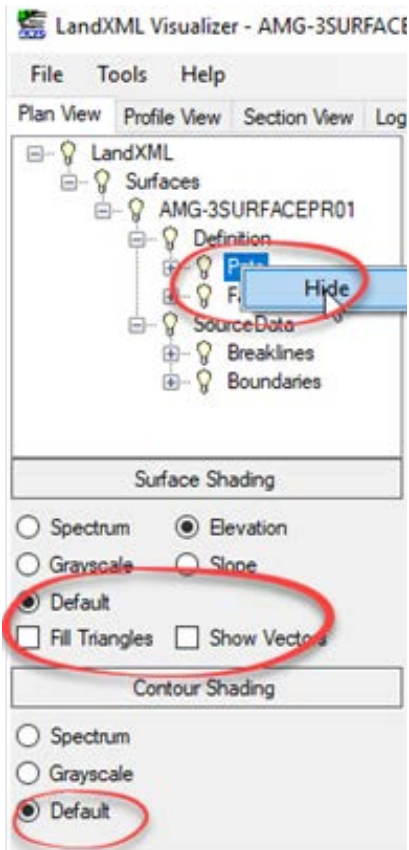 LandXML Visualizer - AMG-3SURFACE
File Tools Help
Plan View Profile View Section View Log
LandXML
Surfaces
AMG-3SURFACEPR01
Definition
Pnts
Hide
SourceData
Breaklines
Boundaries
Surface Shading
Spectrum Elevation
Grayscale Slope
Default
Fill Triangles Show Vectors
Contour Shading
Spectrum
Grayscale
Default